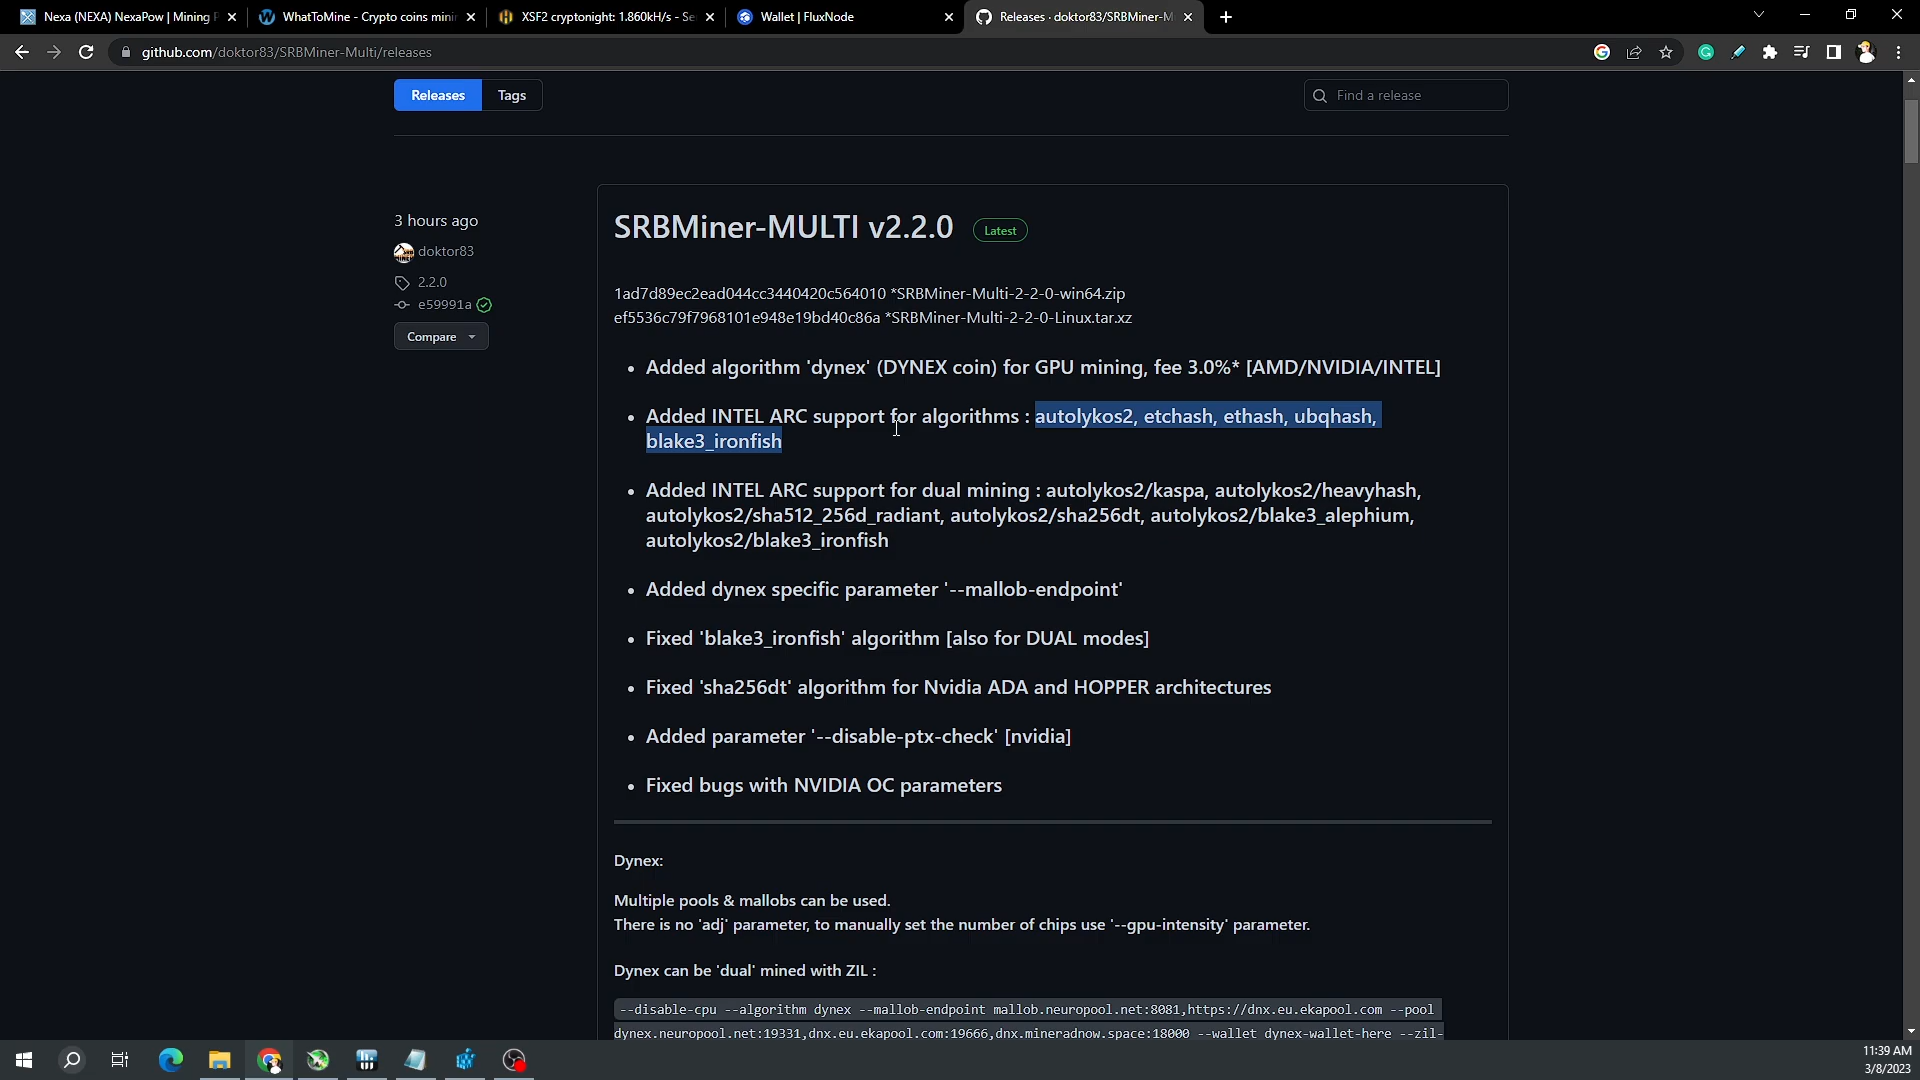 Nexa (NEXA) NexaPow | Mining P
WhatToMine - Crypto coins minin
XSF2 cryptonight: 1.860kH/s - Se
Wallet | FluxNode
Releases · doktor83/SRBMiner-M
github.com/doktor83/SRBMiner-Multi/releases
Releases
Tags
Find a release
3 hours ago
doktor83
2.2.0
e59991a
Compare
SRBMiner-MULTI v2.2.0
Latest
1ad7d89ec2ead044cc3440420c564010 *SRBMiner-Multi-2-2-0-win64.zip
ef5536c79f7968101e948e19bd40c86a *SRBMiner-Multi-2-2-0-Linux.tar.xz
• Added algorithm 'dynex' (DYNEX coin) for GPU mining, fee 3.0%* [AMD/NVIDIA/INTEL]
• Added INTEL ARC support for algorithms : autolykos2, etchash, ethash, ubqhash,
blake3_ironfish
• Added INTEL ARC support for dual mining : autolykos2/kaspa, autolykos2/heavyhash,
autolykos2/sha512_256d_radiant, autolykos2/sha256dt, autolykos2/blake3_alephium,
autolykos2/blake3_ironfish
• Added dynex specific parameter '--mallob-endpoint'
• Fixed 'blake3_ironfish' algorithm [also for DUAL modes]
• Fixed 'sha256dt' algorithm for Nvidia ADA and HOPPER architectures
• Added parameter '--disable-ptx-check' [nvidia]
• Fixed bugs with NVIDIA OC parameters
Dynex:
Multiple pools & mallobs can be used.
There is no 'adj' parameter, to manually set the number of chips use '--gpu-intensity' parameter.
Dynex can be 'dual' mined with ZIL :
--disable-cpu --algorithm dynex --mallob-endpoint mallob.neuropool.net:8081,https://dnx.eu.ekapool.com --pool
dynex.neuropool.net:19331,dnx.eu.ekapool.com:19666,dnx.mineradnow.space:18000 --wallet dynex-wallet-here --zil-
11:39 AM
3/8/2023